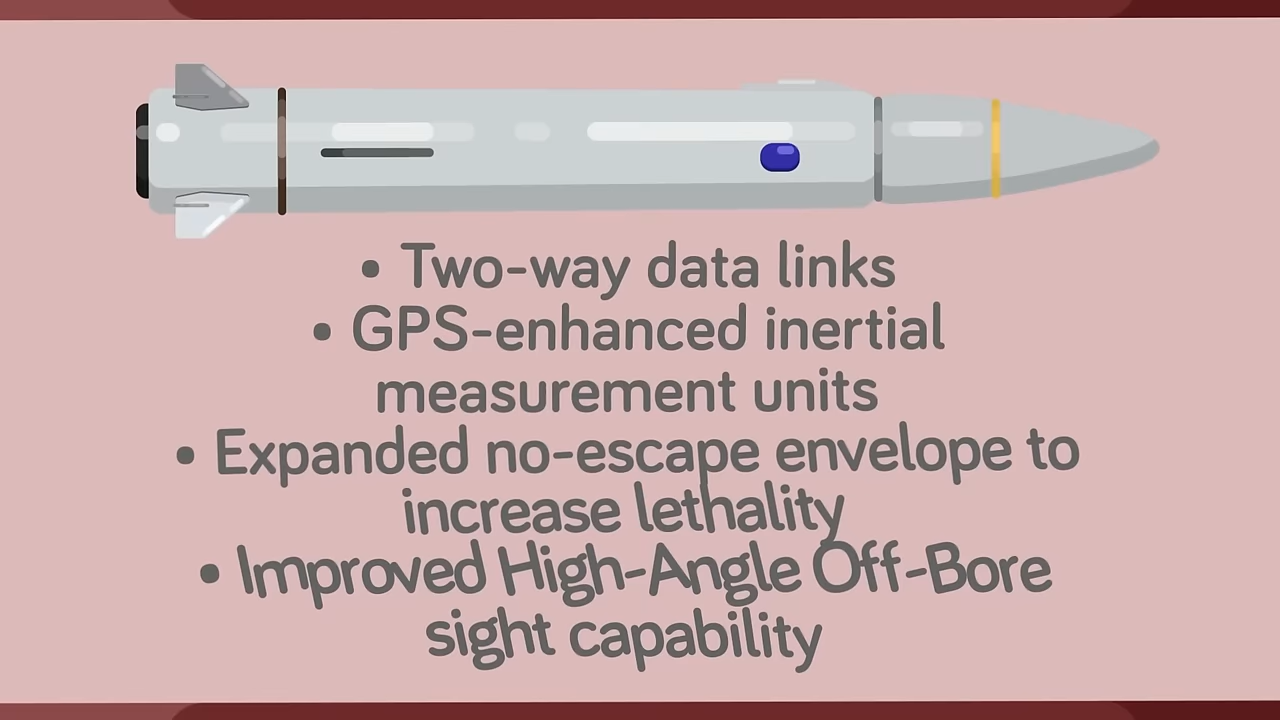 • Two-way data links
• GPS-enhanced inertial
measurement units
• Expanded no-escape envelope to
increase lethality
• Improved High-Angle Off-Bore
sight capability